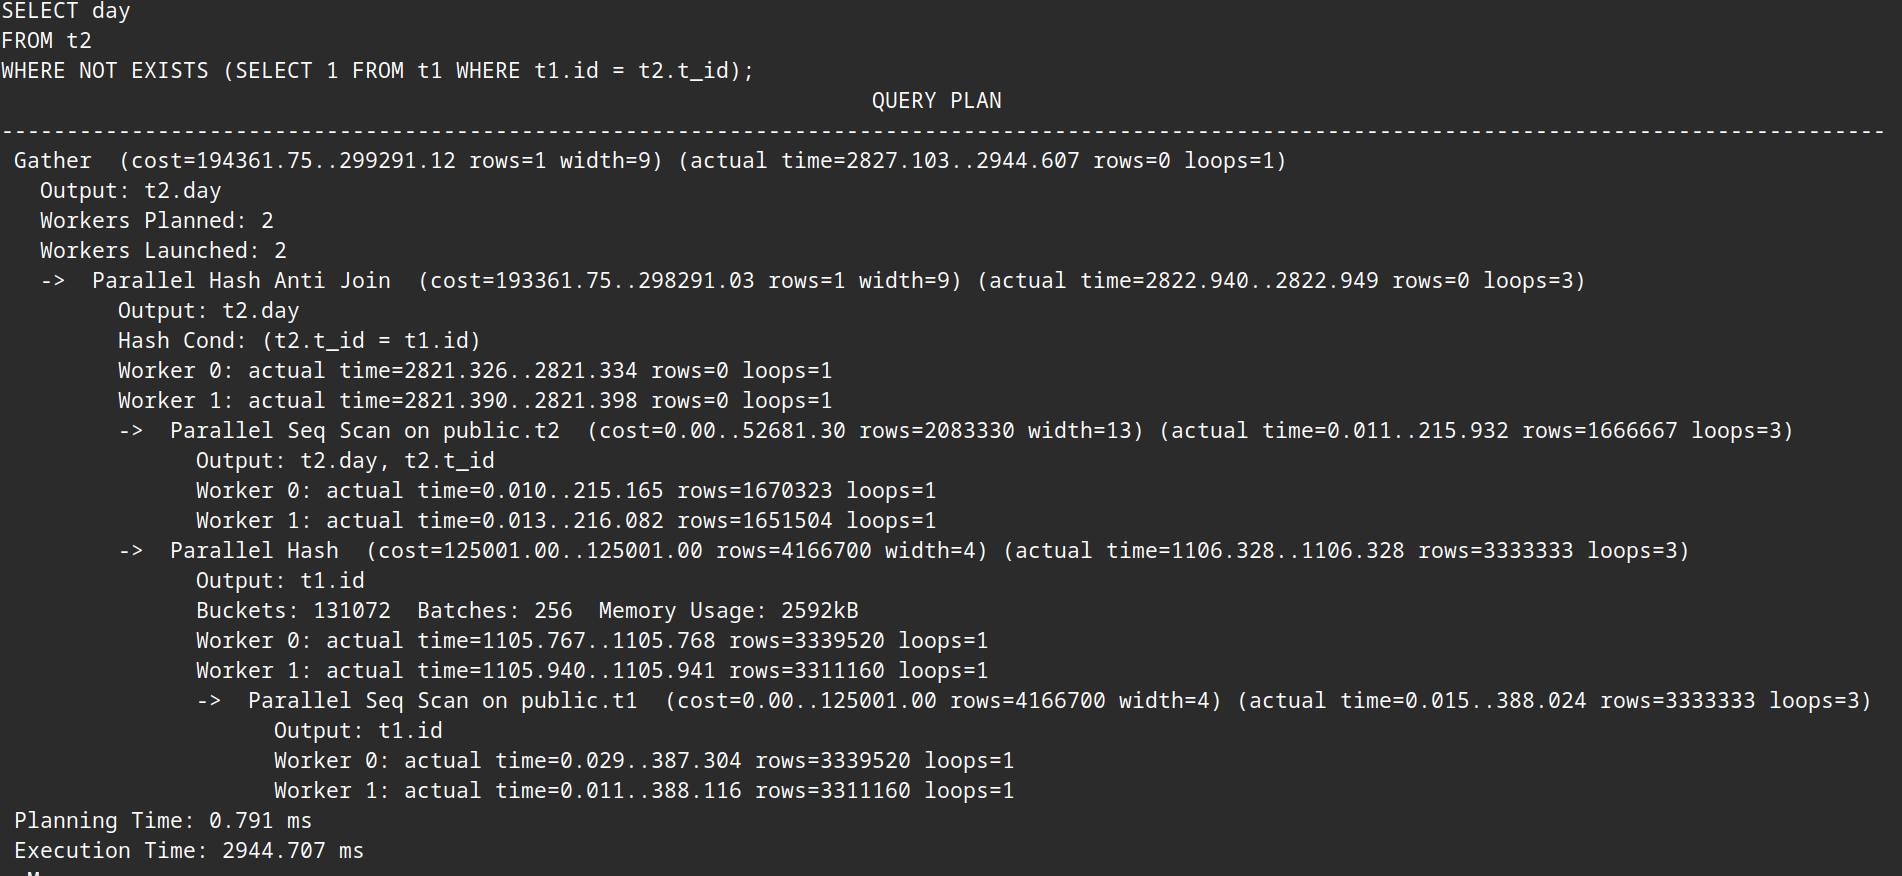 SELECT day
FROM t2
WHERE NOT EXISTS (SELECT 1 FROM t1 WHERE t1.id = t2.t_id);
QUERY PLAN
-------------------------------------------------------------------------------------------------------------------------------------------------
Gather  (cost=194361.75..299291.12 rows=1 width=9) (actual time=2827.103..2944.607 rows=0 loops=1)
Output: t2.day
Workers Planned: 2
Workers Launched: 2
->  Parallel Hash Anti Join  (cost=193361.75..298291.03 rows=1 width=9) (actual time=2822.940..2822.949 rows=0 loops=3)
Output: t2.day
Hash Cond: (t2.t_id = t1.id)
Worker 0: actual time=2821.326..2821.334 rows=0 loops=1
Worker 1: actual time=2821.390..2821.398 rows=0 loops=1
->  Parallel Seq Scan on public.t2  (cost=0.00..52681.30 rows=2083330 width=13) (actual time=0.011..215.932 rows=1666667 loops=3)
Output: t2.day, t2.t_id
Worker 0: actual time=0.010..215.165 rows=1670323 loops=1
Worker 1: actual time=0.013..216.082 rows=1651504 loops=1
->  Parallel Hash  (cost=125001.00..125001.00 rows=4166700 width=4) (actual time=1106.328..1106.328 rows=3333333 loops=3)
Output: t1.id
Buckets: 131072  Batches: 256  Memory Usage: 2592kB
Worker 0: actual time=1105.767..1105.768 rows=3339520 loops=1
Worker 1: actual time=1105.940..1105.941 rows=3311160 loops=1
->  Parallel Seq Scan on public.t1  (cost=0.00..125001.00 rows=4166700 width=4) (actual time=0.015..388.024 rows=3333333 loops=3)
Output: t1.id
Worker 0: actual time=0.029..387.304 rows=3339520 loops=1
Worker 1: actual time=0.011..388.116 rows=3311160 loops=1
Planning Time: 0.791 ms
Execution Time: 2944.707 ms